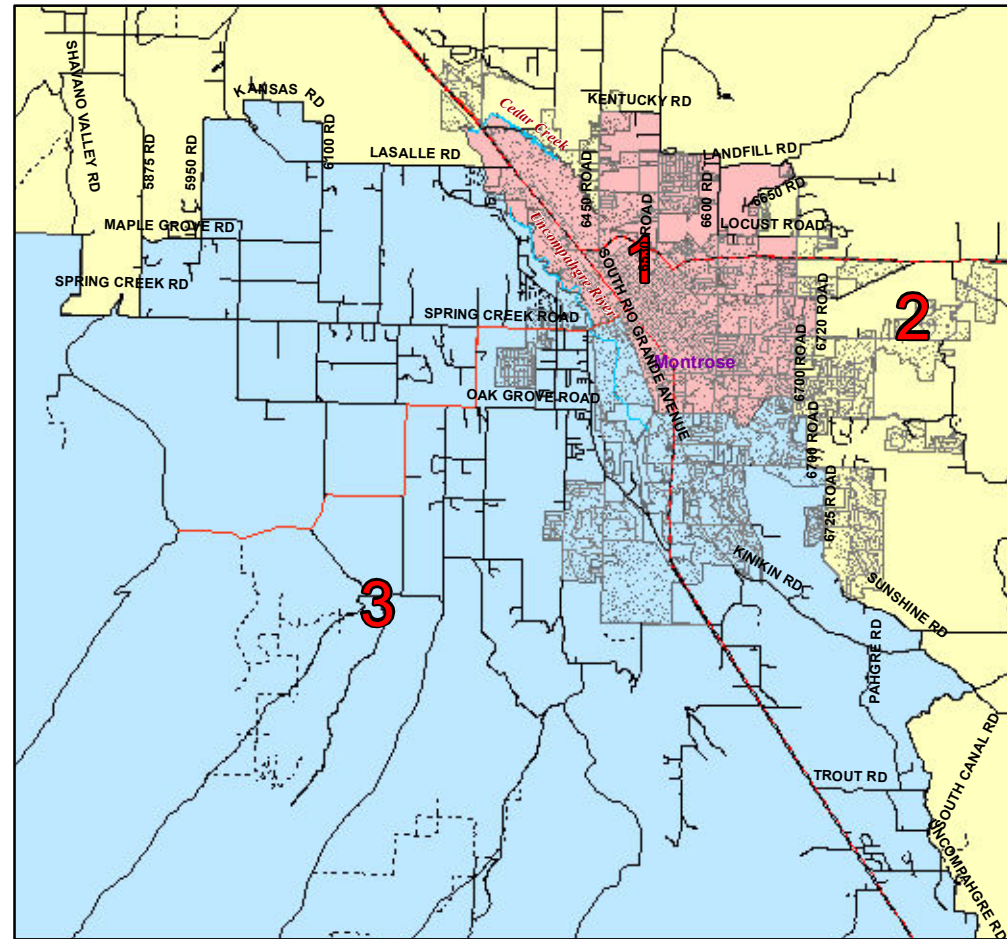 SHAVANO VALLEY RD
5875 RD
5950 RD
KANSAS RD
6100 RD
LASALLE RD
Cedar Creek
KENTUCKY RD
LANDFILL RD
6450 ROAD
6600 RD
6650 RD
LOCUST ROAD
MAPLE GROVE RD
Uncompahgre River
ROAD
1
SPRING CREEK RD
SPRING CREEK ROAD
SOUTH RIO GRANDE AVENUE
6720 ROAD
2
Montrose
6700 ROAD
OAK GROVE ROAD
6700 ROAD
6725 ROAD
KINIKIN RD
SUNSHINE RD
3
PAHGRE RD
TROUT RD
SOUTH CANAL RD
UNCOMPAHGRE RD